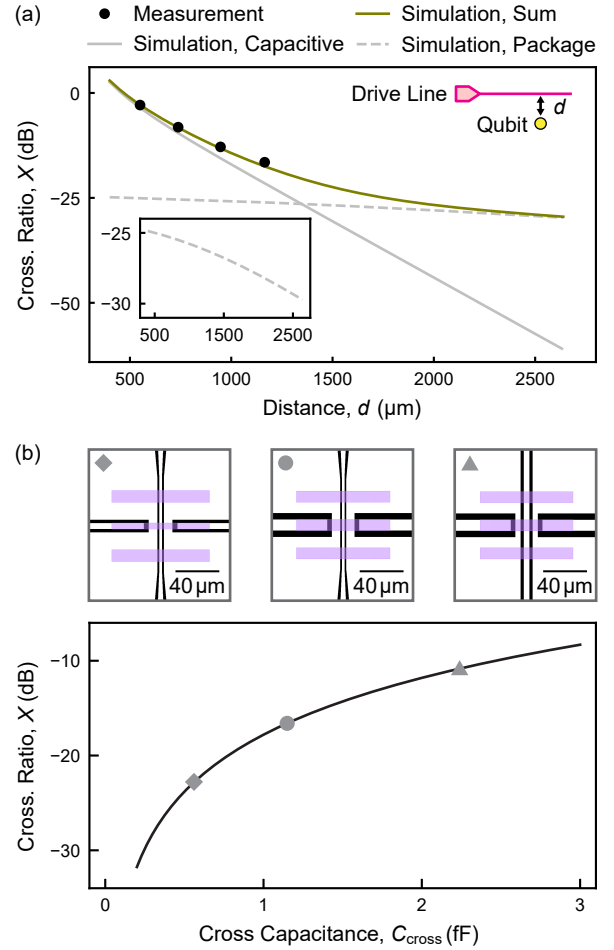 (a)
Measurement
Simulation, Sum
Simulation, Capacitive
Simulation, Package
Cross. Ratio, X (dB)
0
−25
−50
Drive Line
d
Qubit
−25
−30
500
1500
2500
500
1000
1500
2000
2500
Distance, d (μm)
(b)
40 μm
40 μm
40 μm
Cross. Ratio, X (dB)
−10
−20
−30
0
1
2
3
Cross Capacitance, Ccross (fF)